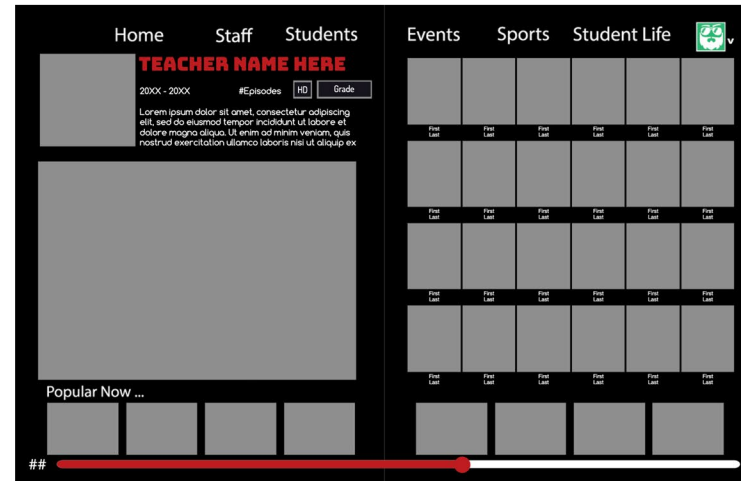 Home Staff Students Events Sports Student Life v
TEACHER NAME HERE
20XX - 20XX #Episodes HD Grade
Lorem ipsum dolor sit amet, consectetur adipiscing
elit, sed do eiusmod tempor incididunt ut labore et
dolore magna aliqua. Ut enim ad minim veniam, quis
nostrud exercitation ullamco laboris nisi ut aliquip ex
First First First First First First
Last Last Last Last Last Last
First First First First First First
Last Last Last Last Last Last
First First First First First First
Last Last Last Last Last Last
First First First First First First
Last Last Last Last Last Last
Popular Now ...
##